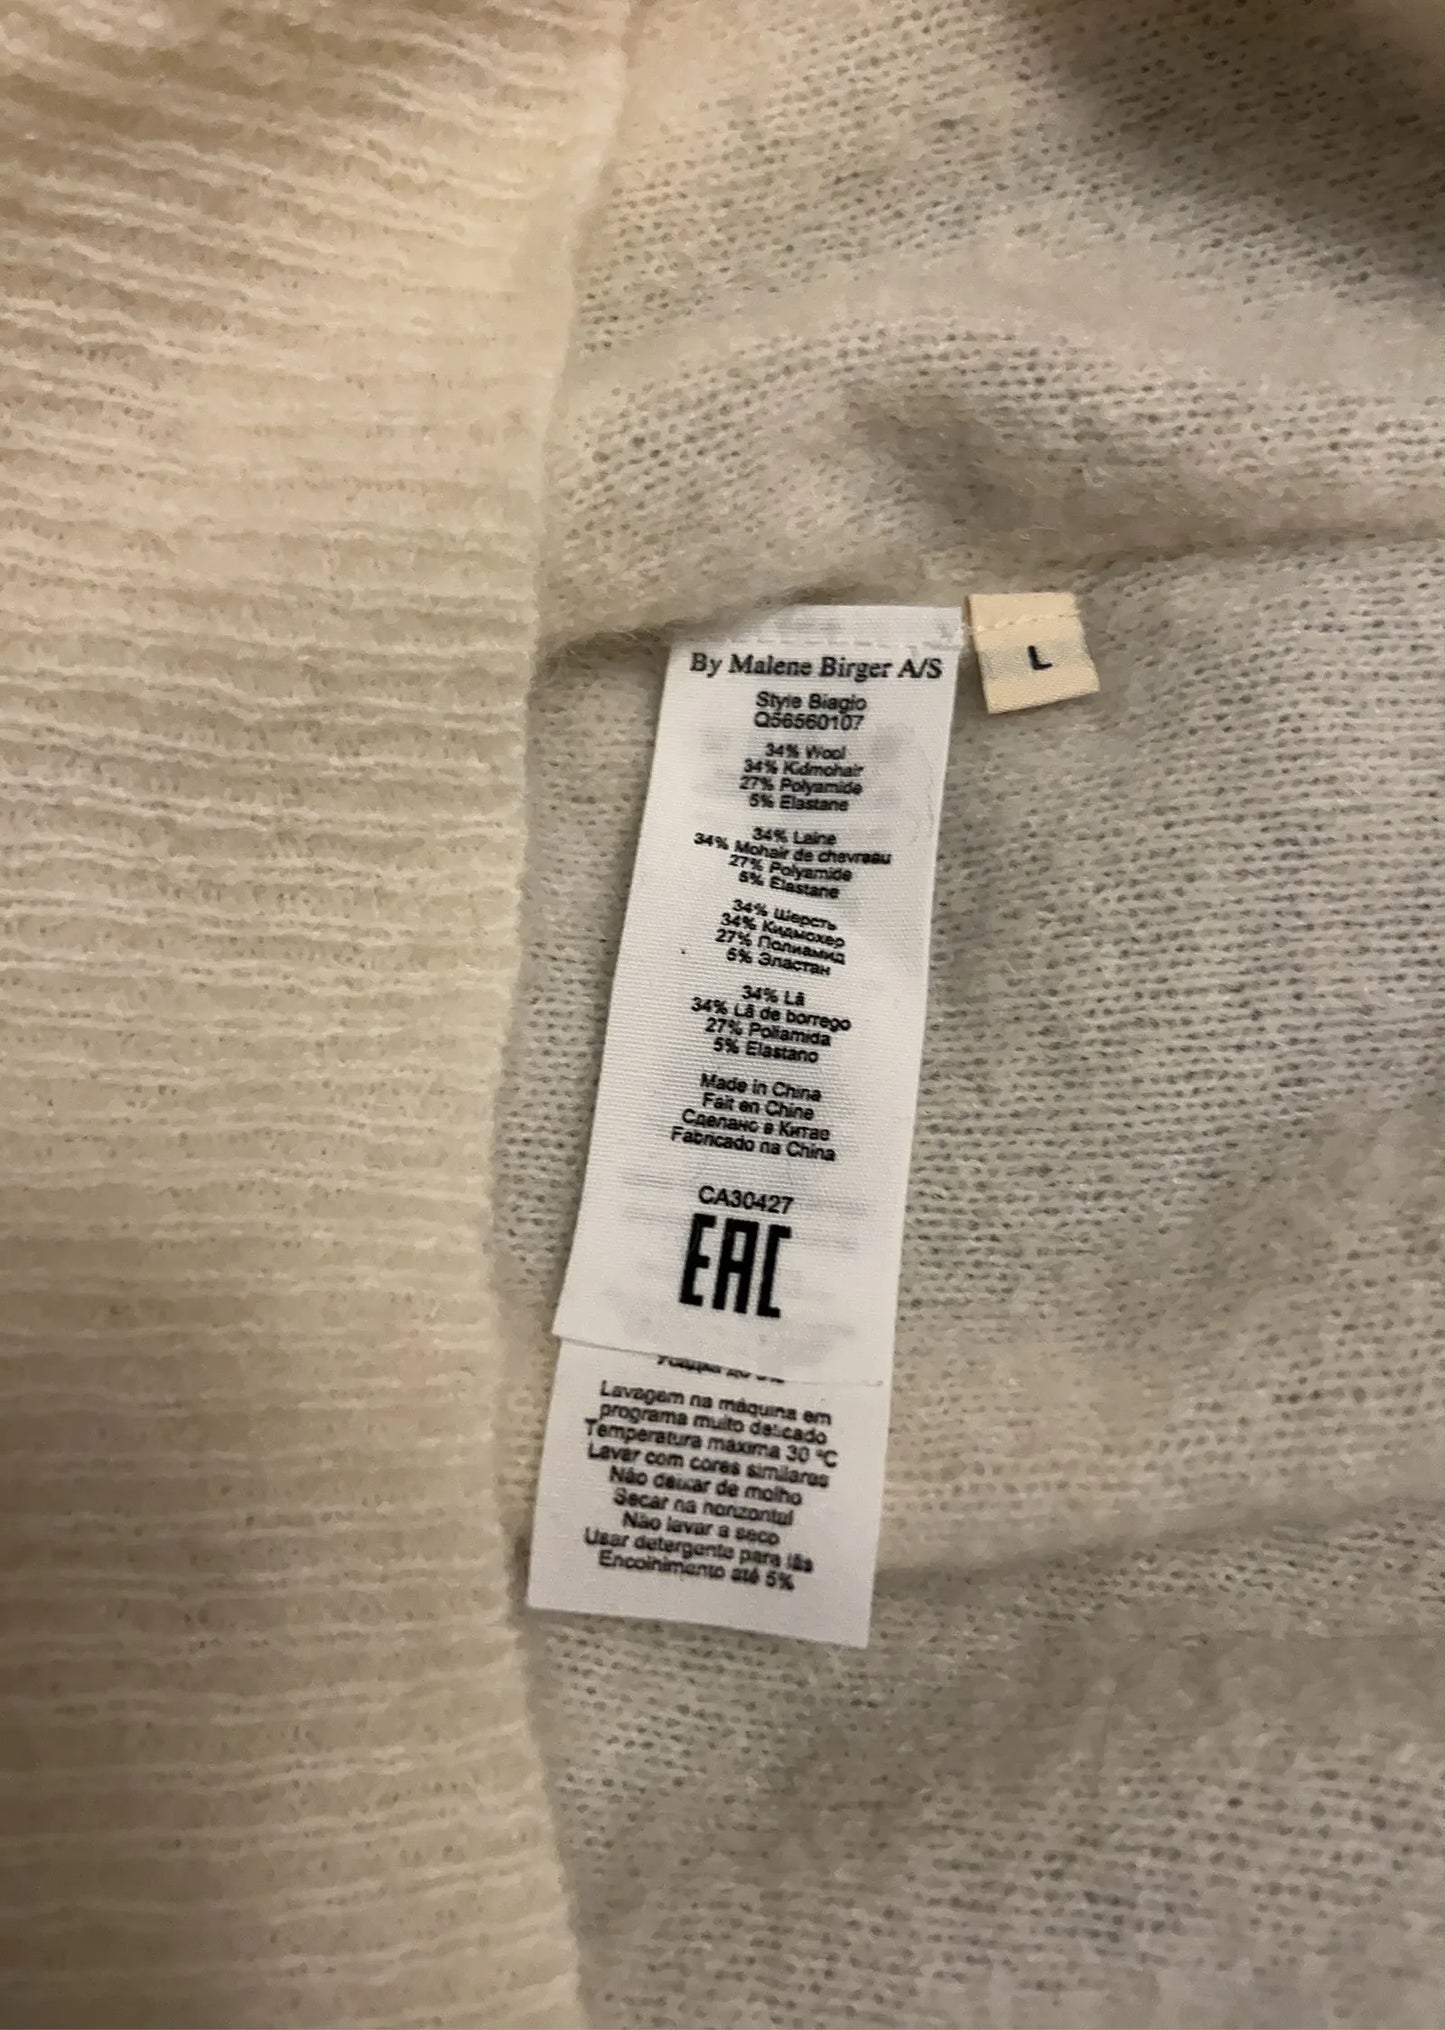 By Malene Birger A/S
L
Style Biagio
Q56560107
34% Wool
34% Kidmohair
27% Polyamide
5% Elastane
34% Laine
34% Mohair de chevreau
27% Polyamide
5% Elastane
34% Шерсть
34% Кидмохер
27% Полиамид
5% Эластан
34% Lã
34% Lã de borrego
27% Poliamida
5% Elastano
Made in China
Fait en Chine
Сделано в Китае
Fabricado na China
CA30427
EAC
Lavagem na máquina em
programa muito delicado
Temperatura maxima 30 ºC
Lavar com cores similares
Não deixar de molho
Secar na horizontal
Não lavar a seco
Usar detergente para lãs
Encolhimento até 5%